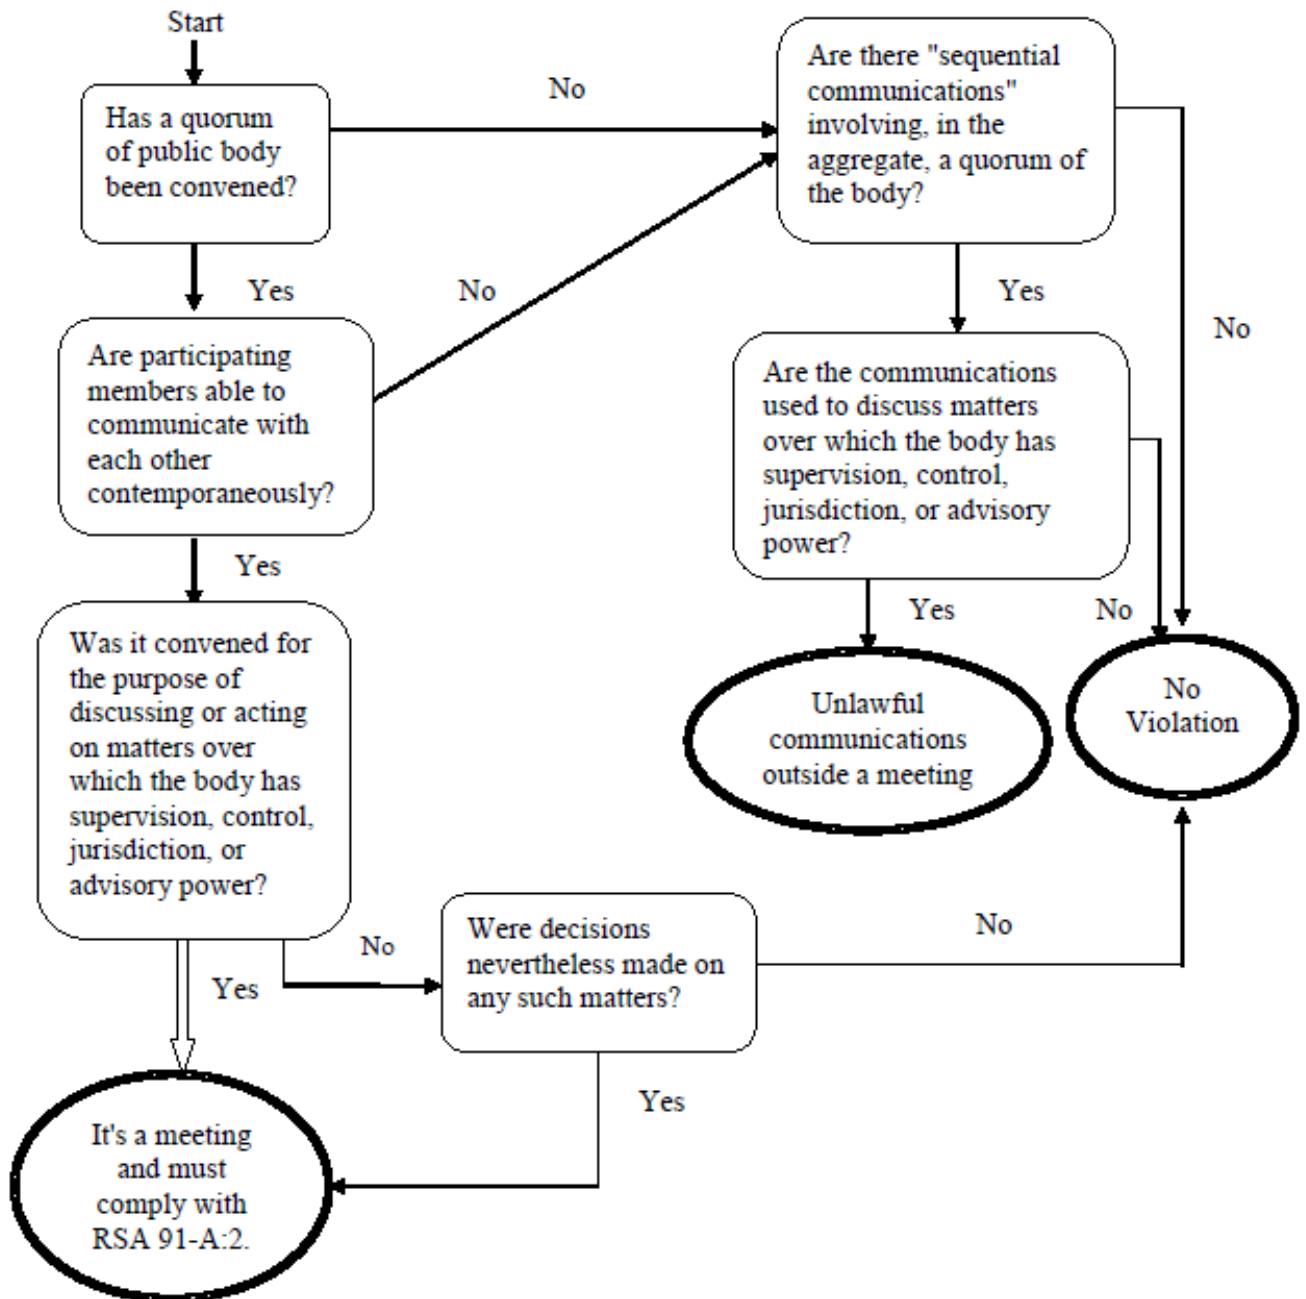 Start
Has a quorum
of public body
been convened?
No
Are there "sequential
communications"
involving, in the
aggregate, a quorum of
the body?
Yes
No
Yes
No
Are participating
members able to
communicate with
each other
contemporaneously?
Are the communications
used to discuss matters
over which the body has
supervision, control,
jurisdiction, or advisory
power?
Yes
Yes
No
Was it convened for
the purpose of
discussing or acting
on matters over
which the body has
supervision, control,
jurisdiction, or
advisory power?
Unlawful
communications
outside a meeting
No
Violation
No
Were decisions
nevertheless made on
any such matters?
No
Yes
Yes
It's a meeting
and must
comply with
RSA 91-A:2.